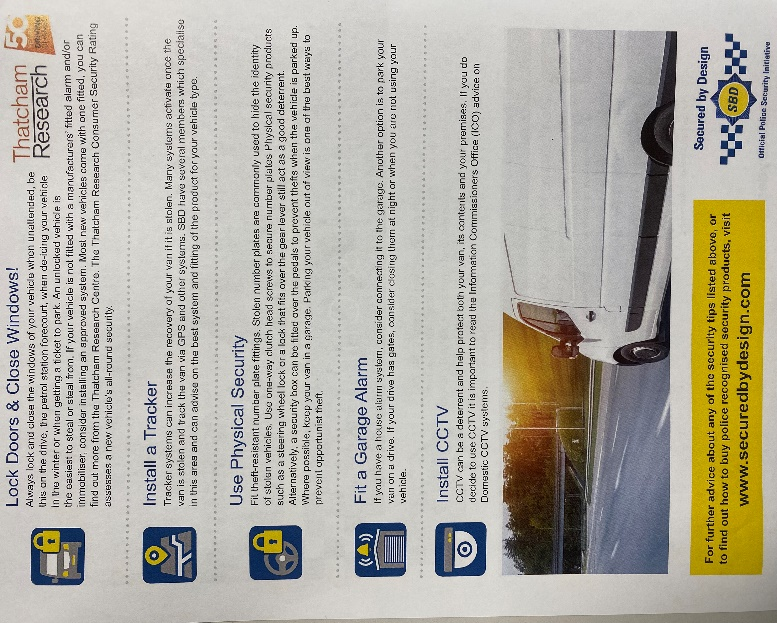 Lock Doors & Close Windows!
Always lock and close the windows of your vehicle when unattended, be
this on the drive, the petrol station forecourt, when de-icing your vehicle
in the winter or when getting a ticket to park. An unlocked vehicle is
the easiest to steal or steal from. If your vehicle is not fitted with a manufacturers' fitted alarm and/or
immobiliser, consider installing an approved system. Most new vehicles come with one fitted, you can
find out more from the Thatcham Research Centre. The Thatcham Research Consumer Security Rating
assesses a new vehicle's all-round security.
Thatcham
Research
50
Install a Tracker
Tracker systems can increase the recovery of your van if it is stolen. Many systems activate once the
van is stolen and track the van via GPS and other systems. SBD have several members which specialise
in this area and can advise on the best system and fitting of the product for your vehicle type.
Use Physical Security
Fit theft-resistant number plate fittings. Stolen number plates are commonly used to hide the identity
of stolen vehicles. Use one-way clutch head screws to secure number plates Physical security products
such as a steering wheel lock or a lock that fits over the gear lever still act as a good deterrent.
Alternatively, a security box can be fitted over the pedals to prevent thefts when the vehicle is parked up.
Where possible, keep your van in a garage. Parking your vehicle out of view is one of the best ways to
prevent opportunist theft.
Fit a Garage Alarm
If you have a house alarm system, consider connecting it to the garage. Another option is to park your
van on a drive. If your drive has gates, consider closing them at night or when you are not using your
vehicle.
Install CCTV
CCTV can be a deterrent and help protect both your van, its contents and your premises. If you do
decide to use CCTV it is important to read the Information Commissioners Office (ICO) advice on
Domestic CCTV systems.
For further advice about any of the security tips listed above, or
to find out how to buy police recognised security products, visit
www.securedbydesign.com
Secured by Design
SBD
Official Police Security Initiative